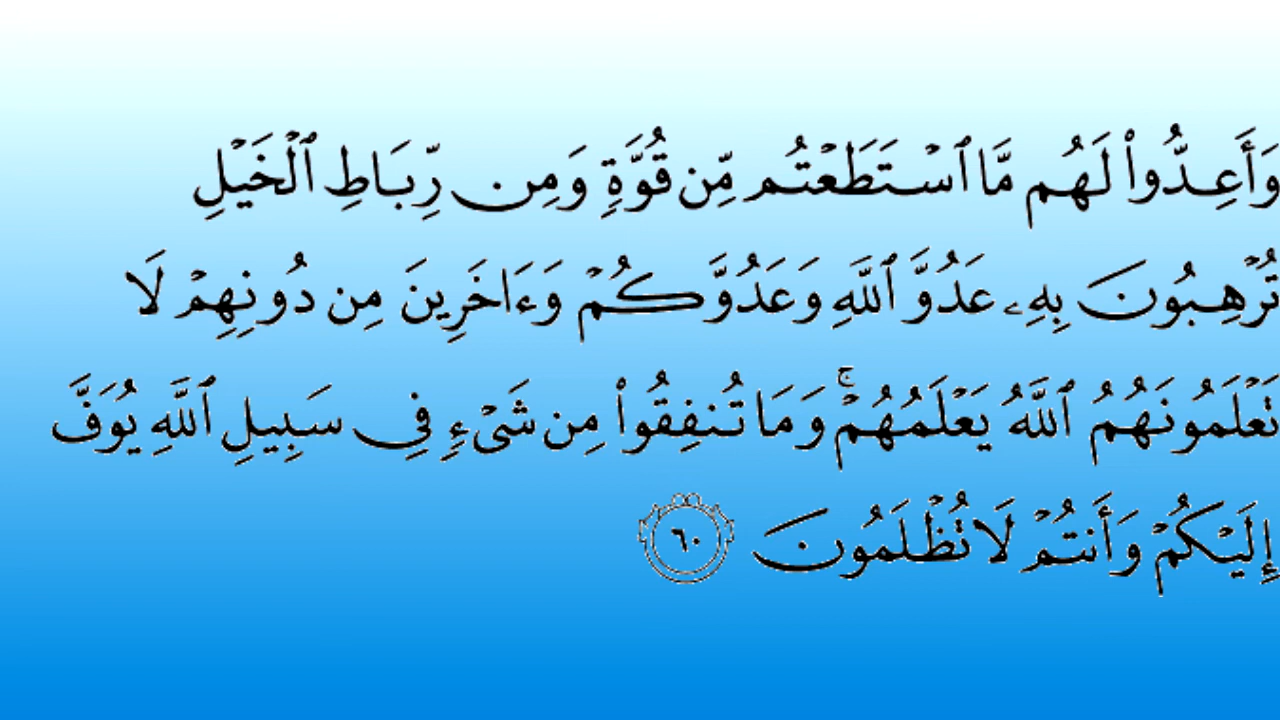 وَأَعِدُّوا۟ لَهُم مَّا ٱسْتَطَعْتُم مِّن قُوَّةٍ وَمِن رِّبَاطِ ٱلْخَيْلِ
تُرْهِبُونَ بِهِۦ عَدُوَّ ٱللَّهِ وَعَدُوَّكُمْ وَءَاخَرِينَ مِن دُونِهِمْ لَا
تَعْلَمُونَهُمُ ٱللَّهُ يَعْلَمُهُمْ ۚ وَمَا تُنفِقُوا۟ مِن شَىْءٍ فِى سَبِيلِ ٱللَّهِ يُوَفَّ
إِلَيْكُمْ وَأَنتُمْ لَا تُظْلَمُونَ ٦٠